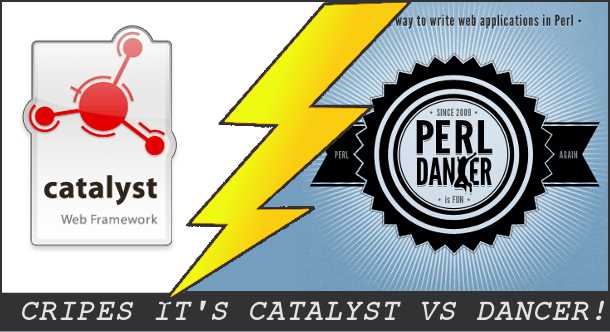 catalyst
Web Framework
way to write web applications in Perl •
• SINCE 2009 •
PERL
DANCER
PERL
AGAIN
• is FUN •
CRIPES IT'S CATALYST VS DANCER!